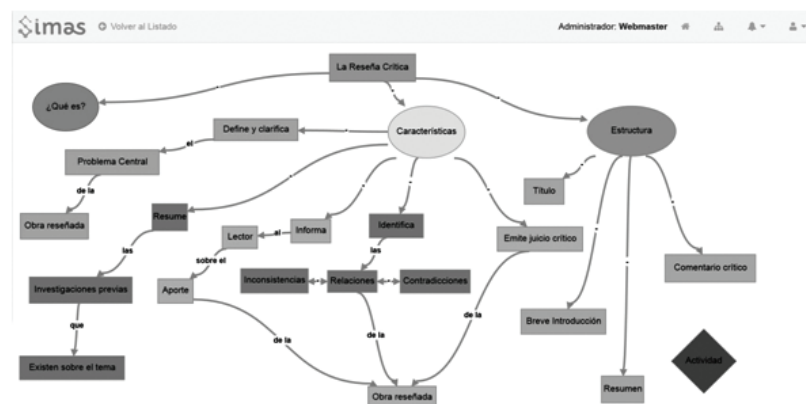 Simas
Volver al Listado
Administrador: Webmaster
La Reseña Crítica
¿Qué es?
Características
Estructura
Define y clarifica
el
Problema Central
de la
Obra reseñada
Resume
las
Investigaciones previas
que
Existen sobre el tema
Informa
al
Lector
sobre el
Aporte
de la
Identifica
las
Inconsistencias
Relaciones
Contradicciones
de la
Emite juicio crítico
de la
Obra reseñada
Título
Breve Introducción
Resumen
Comentario crítico
Actividad